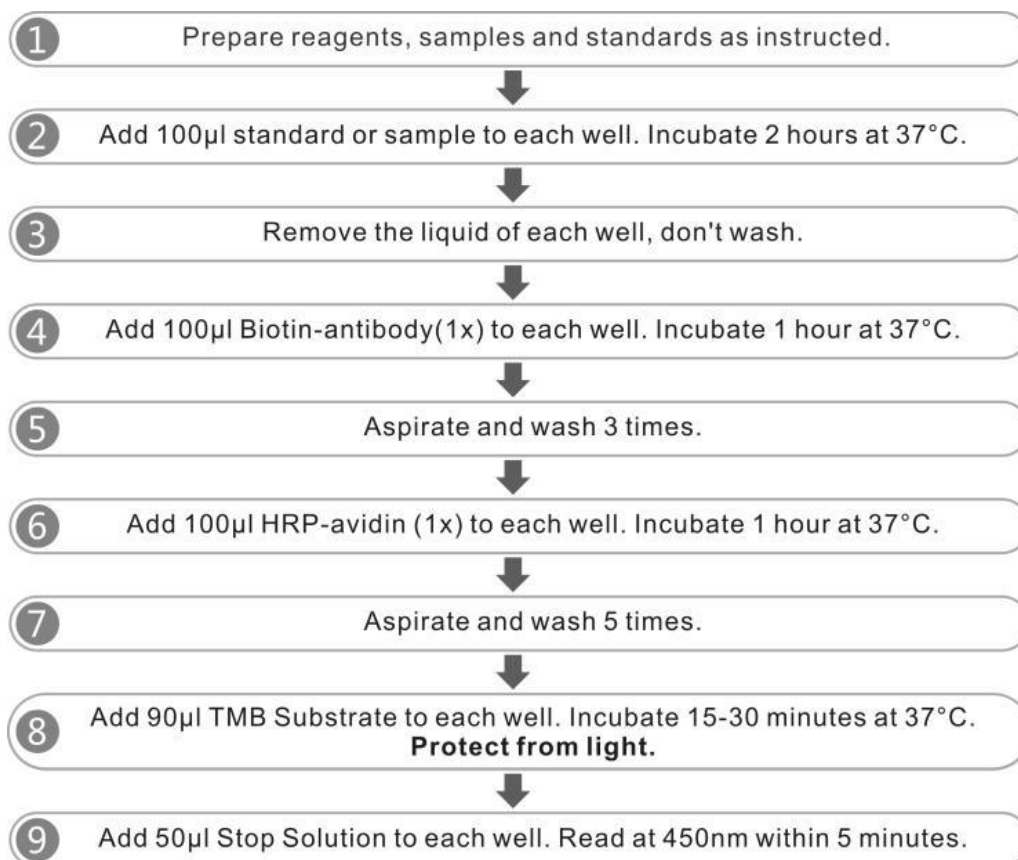 1 Prepare reagents, samples and standards as instructed.
2 Add 100µl standard or sample to each well. Incubate 2 hours at 37°C.
3 Remove the liquid of each well, don't wash.
4 Add 100µl Biotin-antibody(1x) to each well. Incubate 1 hour at 37°C.
5 Aspirate and wash 3 times.
6 Add 100µl HRP-avidin (1x) to each well. Incubate 1 hour at 37°C.
7 Aspirate and wash 5 times.
8 Add 90µl TMB Substrate to each well. Incubate 15-30 minutes at 37°C.
Protect from light.
9 Add 50µl Stop Solution to each well. Read at 450nm within 5 minutes.